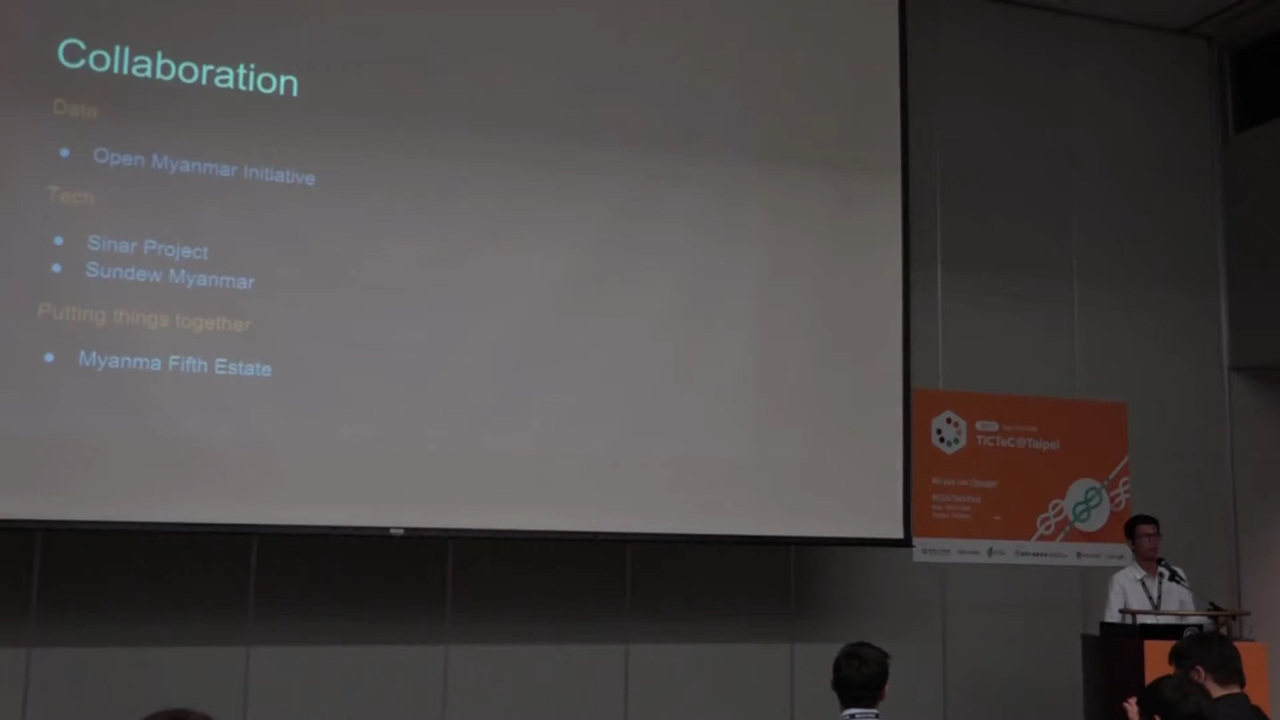 Collaboration
Data
Open Myanmar Initiative
Tech
Sinar Project
Sundew Myanmar
Putting things together
Myanma Fifth Estate
TICTeC@Taipei